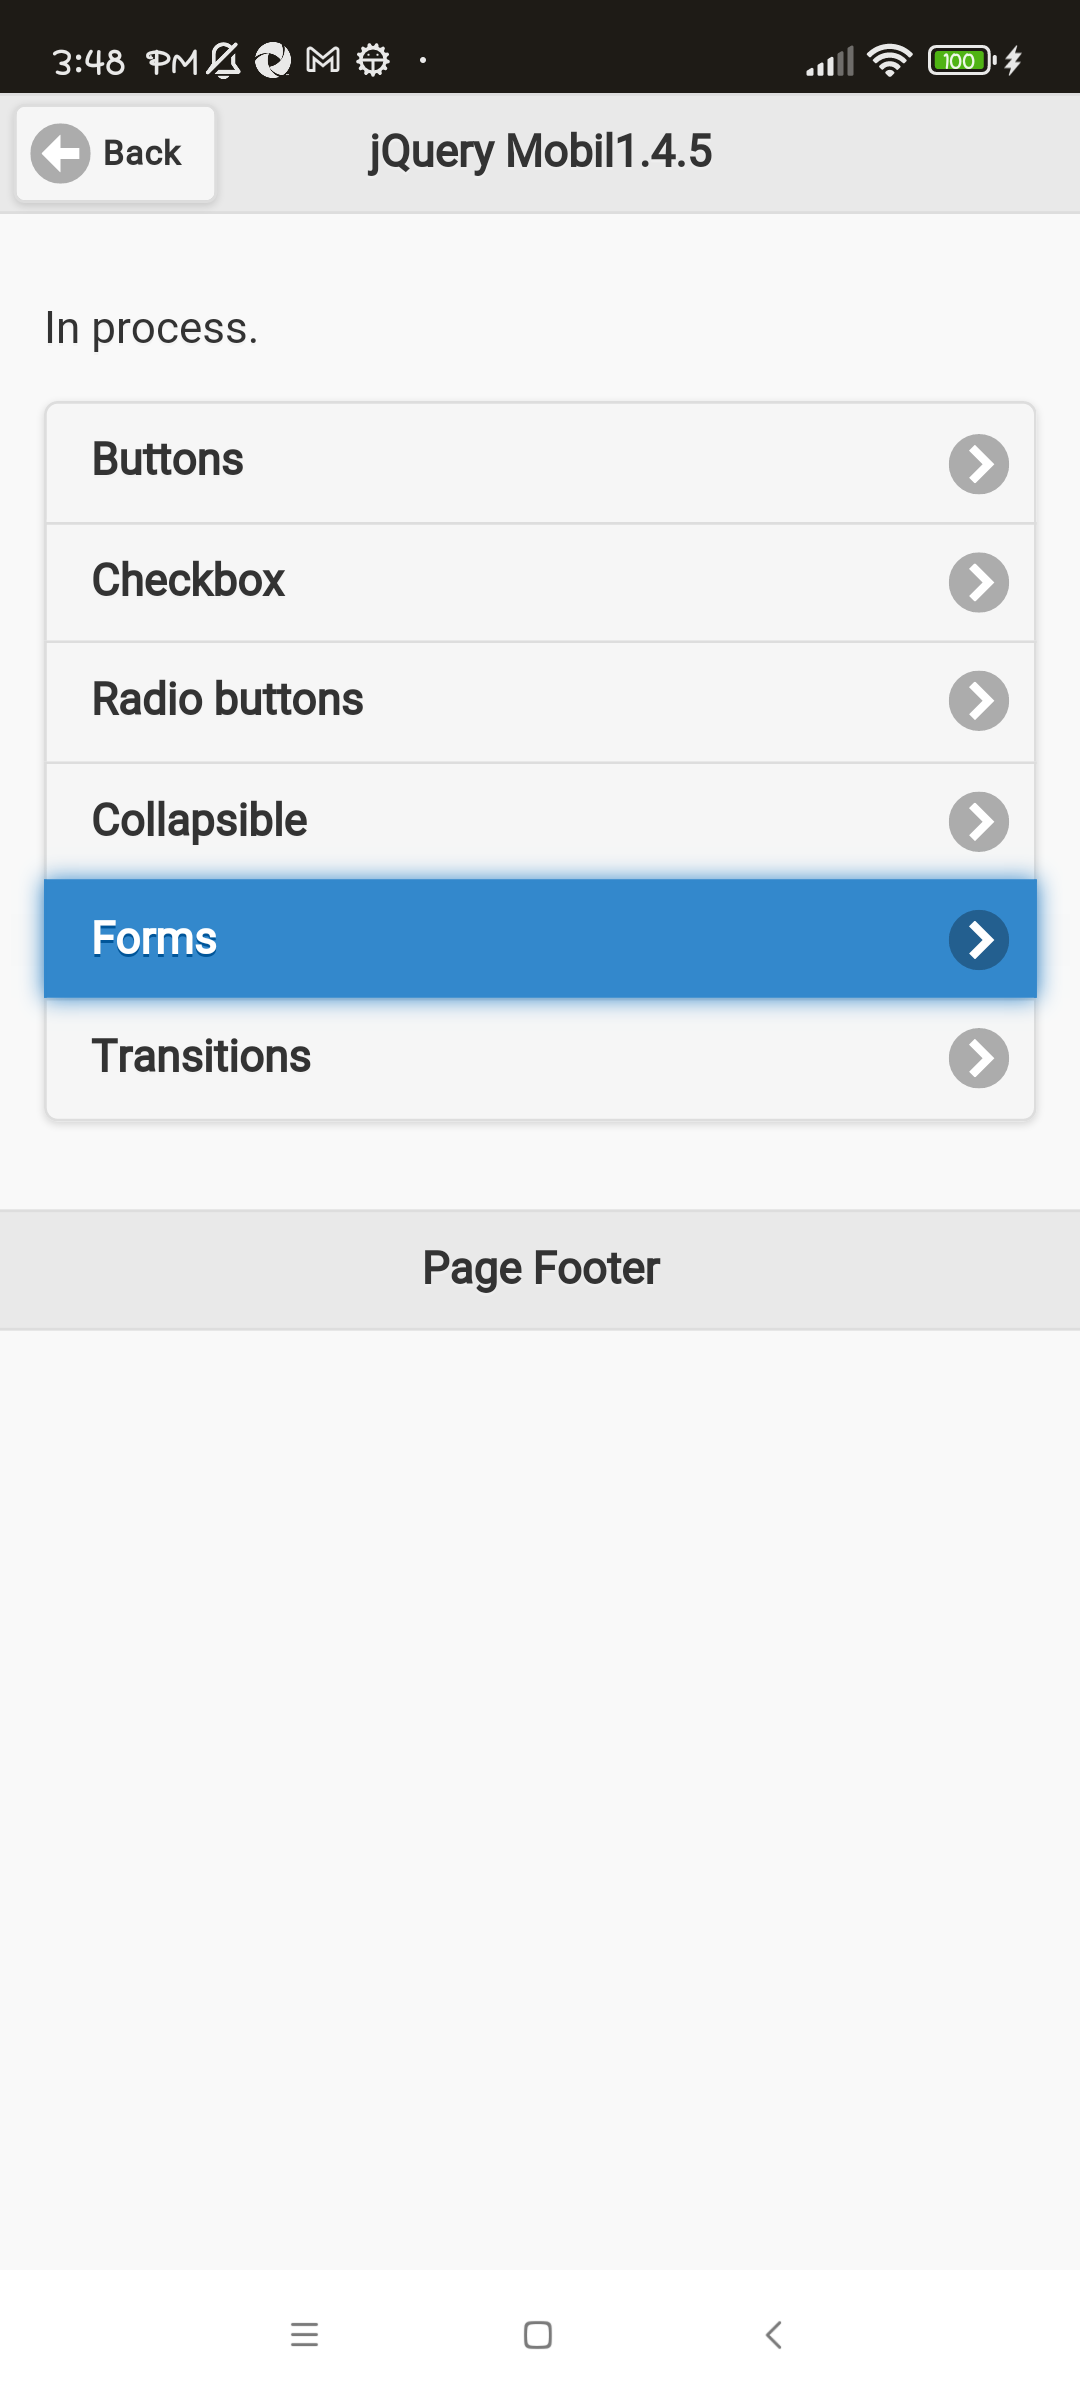 3:48 PM
100
Back
jQuery Mobil1.4.5
In process.
Buttons
Checkbox
Radio buttons
Collapsible
Forms
Transitions
Page Footer